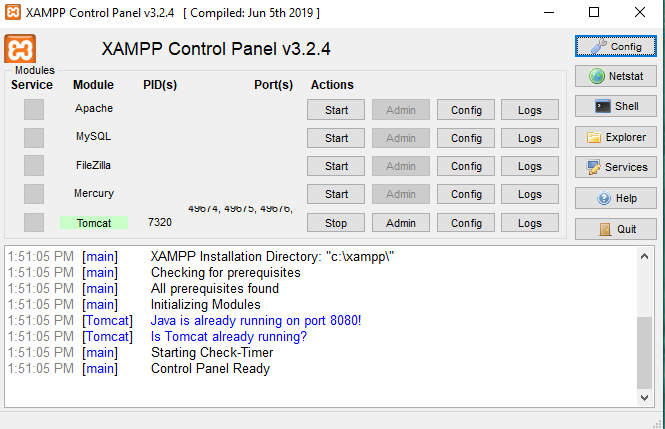 XAMPP Control Panel v3.2.4 [ Compiled: Jun 5th 2019 ]
XAMPP Control Panel v3.2.4
Config
Modules
Service Module PID(s) Port(s) Actions
Netstat
Apache Start Admin Config Logs
Shell
MySQL Start Admin Config Logs
Explorer
FileZilla Start Admin Config Logs
Services
Mercury Start Admin Config Logs
Help
49674, 49675, 49676,
Tomcat 7320 Stop Admin Config Logs
Quit
1:51:05 PM [main] XAMPP Installation Directory: "c:\xampp\"
1:51:05 PM [main] Checking for prerequisites
1:51:05 PM [main] All prerequisites found
1:51:05 PM [main] Initializing Modules
1:51:05 PM [Tomcat] Java is already running on port 8080!
1:51:05 PM [Tomcat] Is Tomcat already running?
1:51:05 PM [main] Starting Check-Timer
1:51:05 PM [main] Control Panel Ready